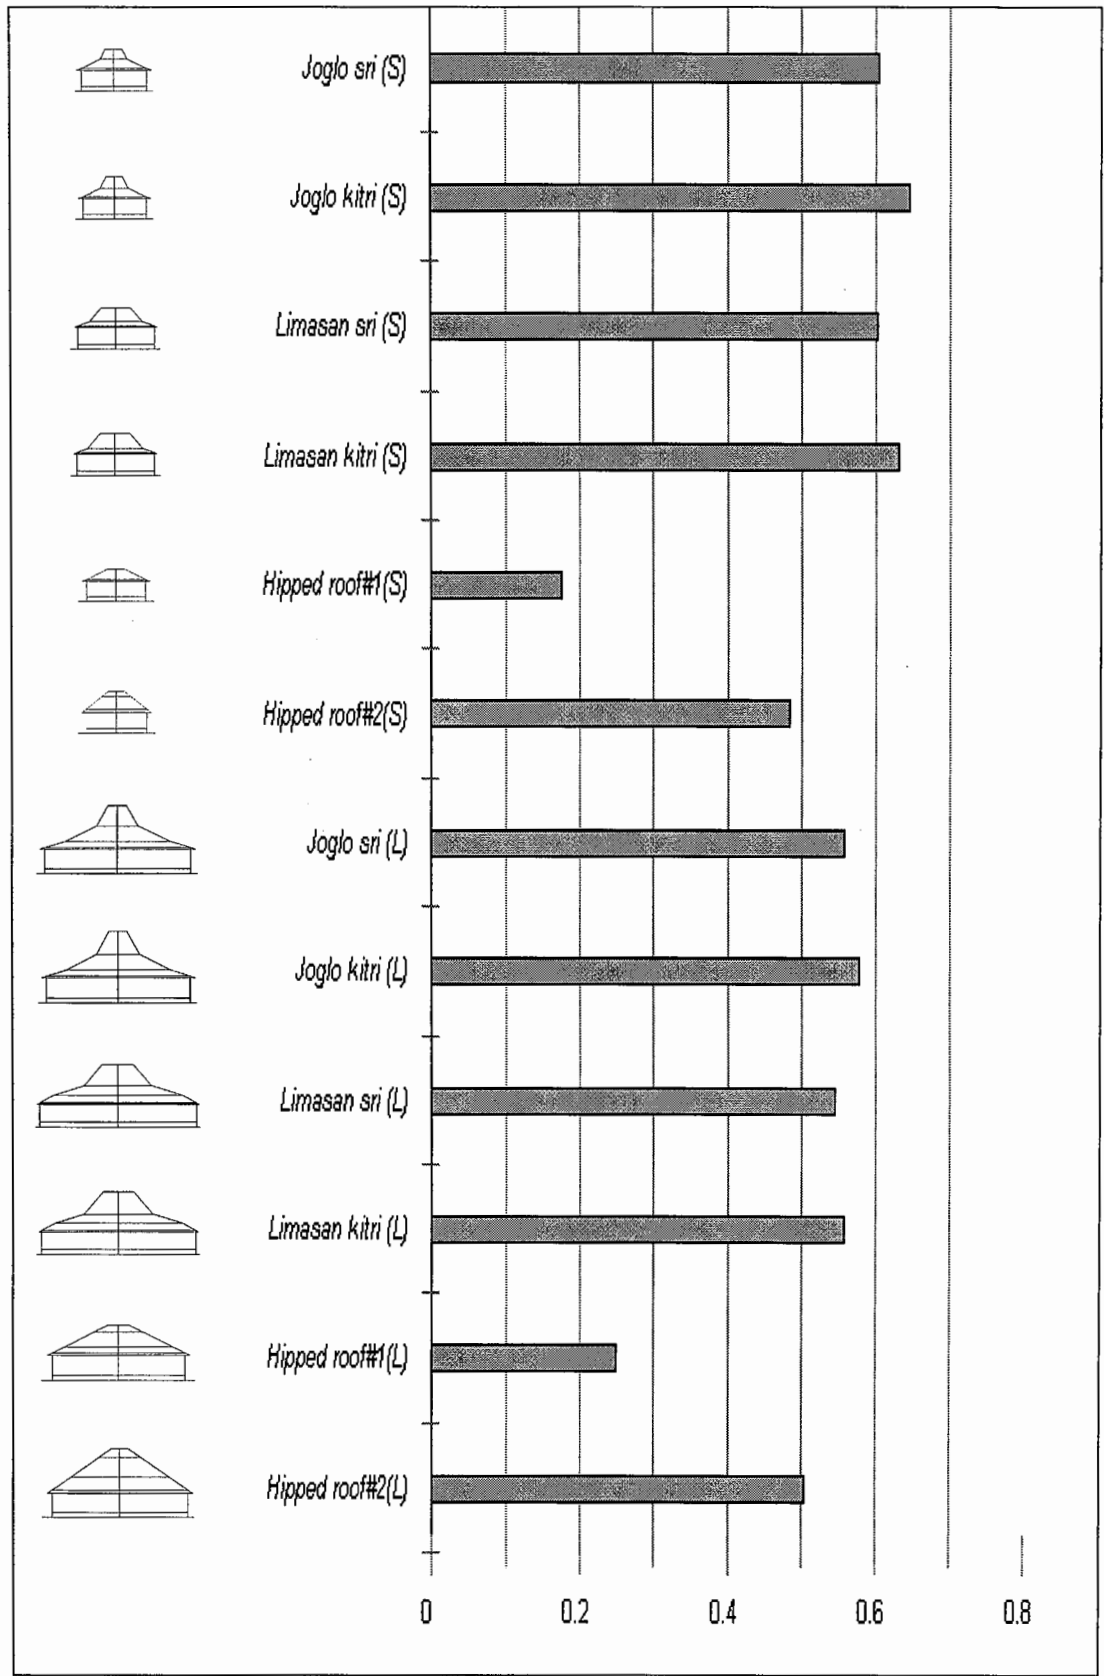 Joglo sri (S)
Joglo kitri (S)
Limasan sri (S)
Limasan kitri (S)
Hipped roof#1(S)
Hipped roof#2(S)
Joglo sri (L)
Joglo kitri (L)
Limasan sri (L)
Limasan kitri (L)
Hipped roof#1(L)
Hipped roof#2(L)
0 0.2 0.4 0.6 0.8